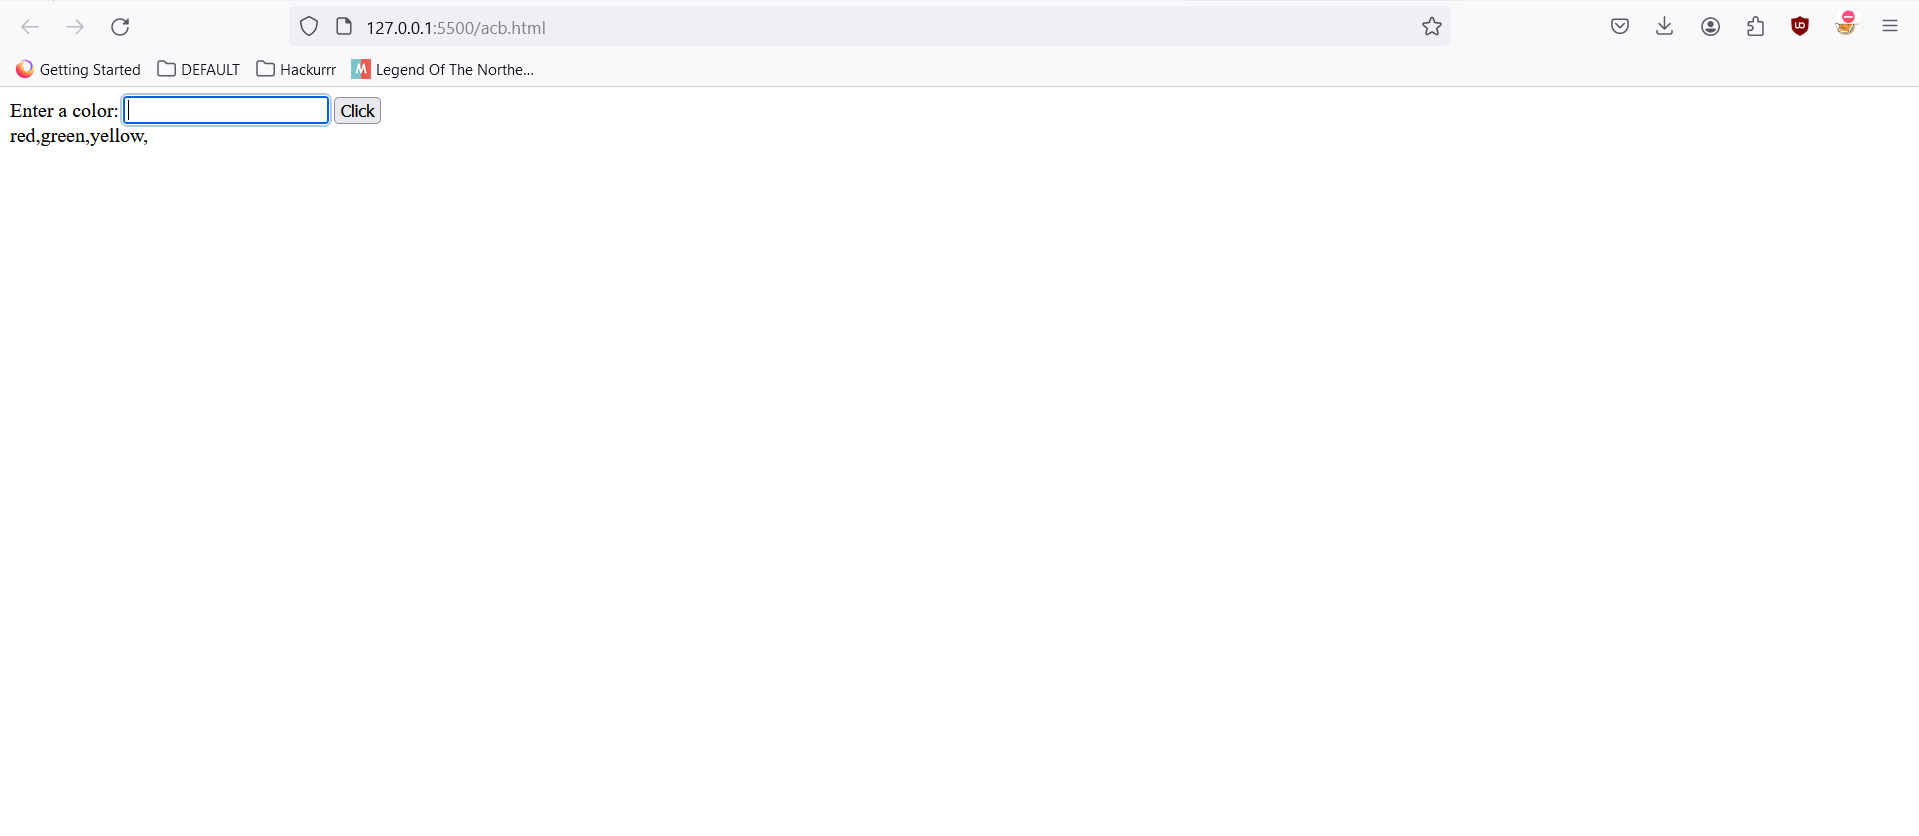 127.0.0.1:5500/acb.html
Getting Started DEFAULT Hackurrr M Legend Of The Northe...
Enter a color: Click
red,green,yellow,